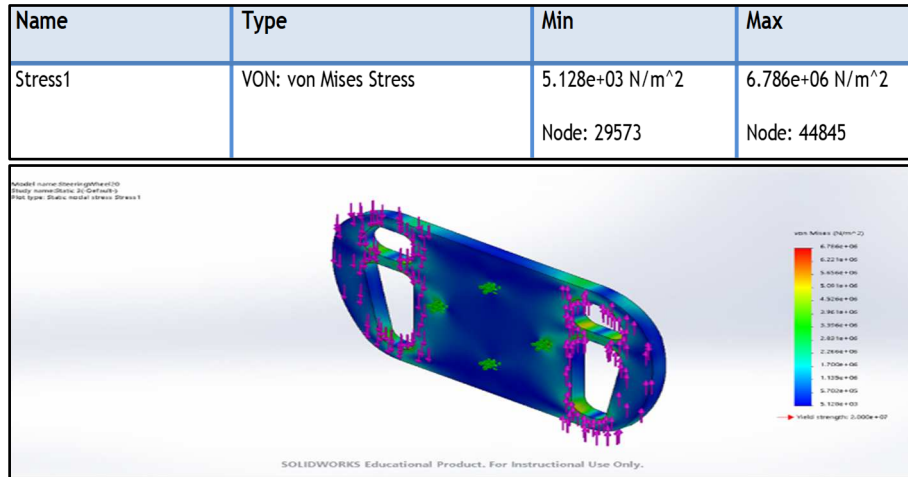 Name Type Min Max
Stress1 VON: von Mises Stress 5.128e+03 N/m^2 6.786e+06 N/m^2
Node: 29573 Node: 44845
Model name:SteeringWheel20
Study name:Static 2(-Default-)
Plot type: Static nodal stress Stress1
von Mises (N/m^2)
6.786e+06
6.221e+06
5.656e+06
5.091e+06
4.526e+06
3.961e+06
3.396e+06
2.831e+06
2.266e+06
1.700e+06
1.135e+06
5.702e+05
5.128e+03
Yield strength: 2.000e+07
SOLIDWORKS Educational Product. For Instructional Use Only.